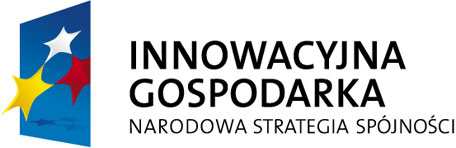 INNOWACYJNA
GOSPODARKA
NARODOWA STRATEGIA SPÓJNOŚCI